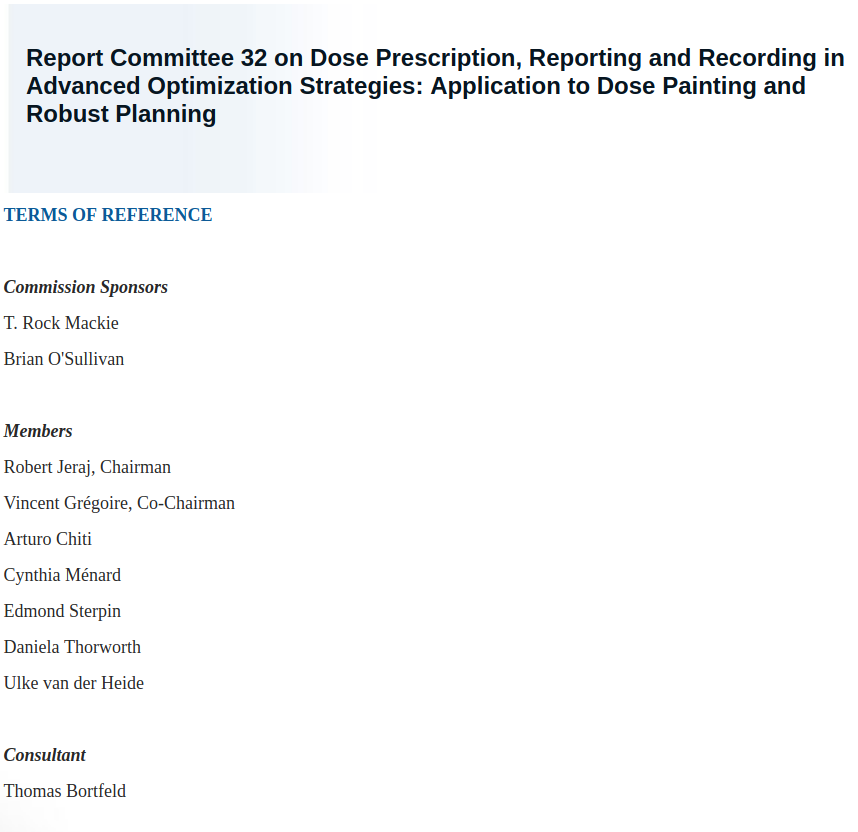 Report Committee 32 on Dose Prescription, Reporting and Recording in
Advanced Optimization Strategies: Application to Dose Painting and
Robust Planning
TERMS OF REFERENCE
Commission Sponsors
T. Rock Mackie
Brian O'Sullivan
Members
Robert Jeraj, Chairman
Vincent Grégoire, Co-Chairman
Arturo Chiti
Cynthia Ménard
Edmond Sterpin
Daniela Thorworth
Ulke van der Heide
Consultant
Thomas Bortfeld